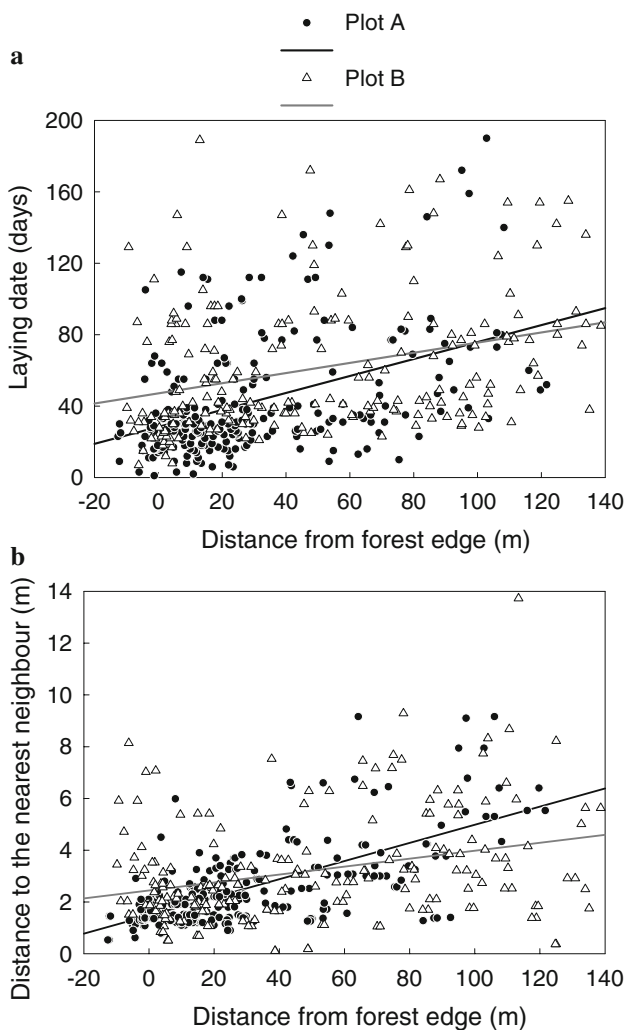 Plot A
a
Plot B
200
160
120
80
40
0
Laying date (days)
-20 0 20 40 60 80 100 120 140
Distance from forest edge (m)
b
14
12
10
8
6
4
2
0
Distance to the nearest neighbour (m)
-20 0 20 40 60 80 100 120 140
Distance from forest edge (m)